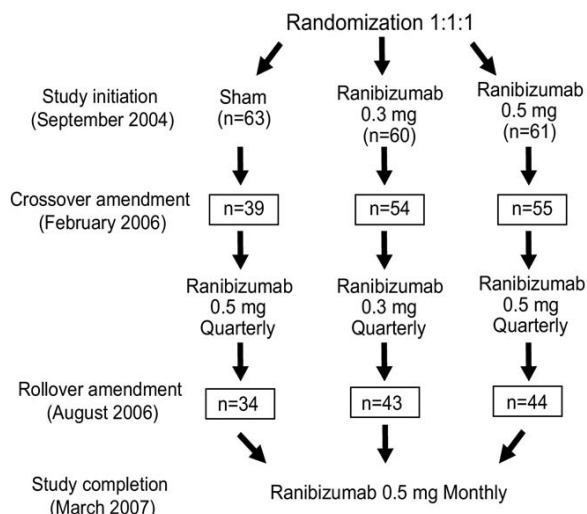 Randomization 1:1:1
Study initiation
(September 2004)
Sham
(n=63)
Ranibizumab
0.3 mg
(n=60)
Ranibizumab
0.5 mg
(n=61)
Crossover amendment
(February 2006)
n=39
n=54
n=55
Ranibizumab
0.5 mg
Quarterly
Ranibizumab
0.3 mg
Quarterly
Ranibizumab
0.5 mg
Quarterly
Rollover amendment
(August 2006)
n=34
n=43
n=44
Study completion
(March 2007)
Ranibizumab 0.5 mg Monthly